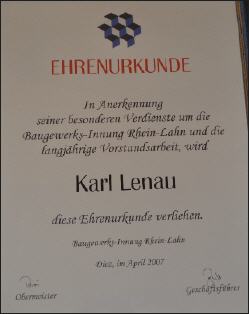 EHRENURKUNDE
In Anerkennung
seiner besonderen Verdienste um die
Baugewerks-Innung Rhein-Lahn und die
langjährige Vorstandsarbeit, wird
Karl Lenau
diese Ehrenurkunde verliehen.
Baugewerks-Innung Rhein-Lahn
Diez, im April 2007
Obermeister
Geschäftsführer